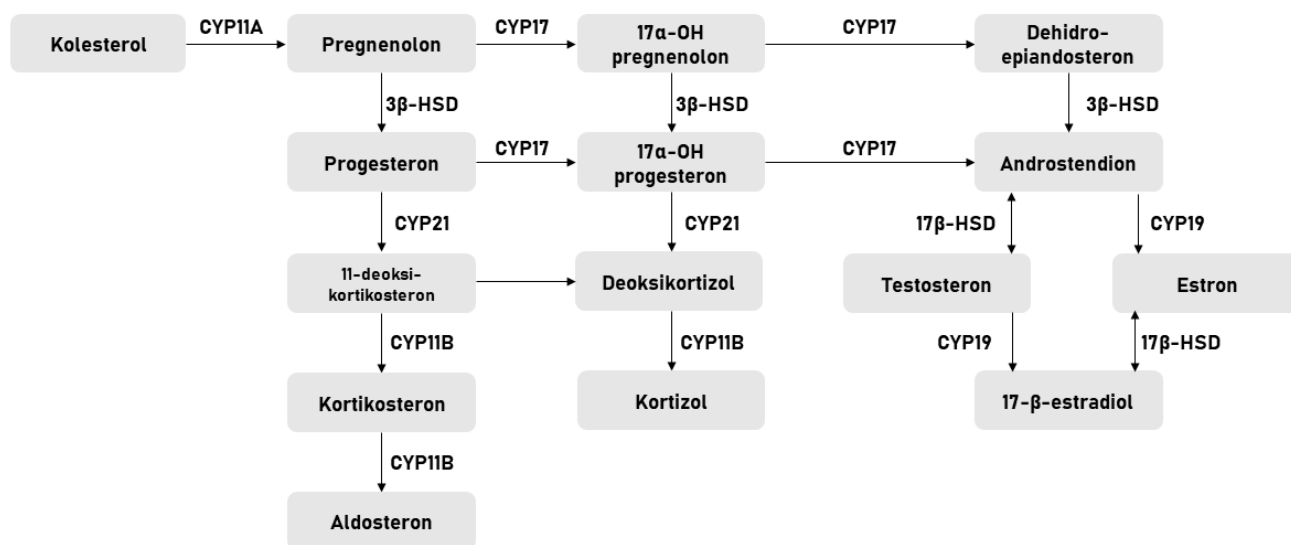 CYP11A
CYP17
CYP17
Kolesterol
Pregnenolon
17α-OH
pregnenolon
Dehidro-
epiandosteron
3β-HSD
3β-HSD
3β-HSD
Progesteron
CYP17
17α-OH
progesteron
CYP17
Androstendion
CYP21
CYP21
17β-HSD
CYP19
11-deoksi-
kortikosteron
Deoksikortizol
Testosteron
Estron
CYP11B
CYP11B
CYP19
17β-HSD
Kortikosteron
Kortizol
17-β-estradiol
CYP11B
Aldosteron